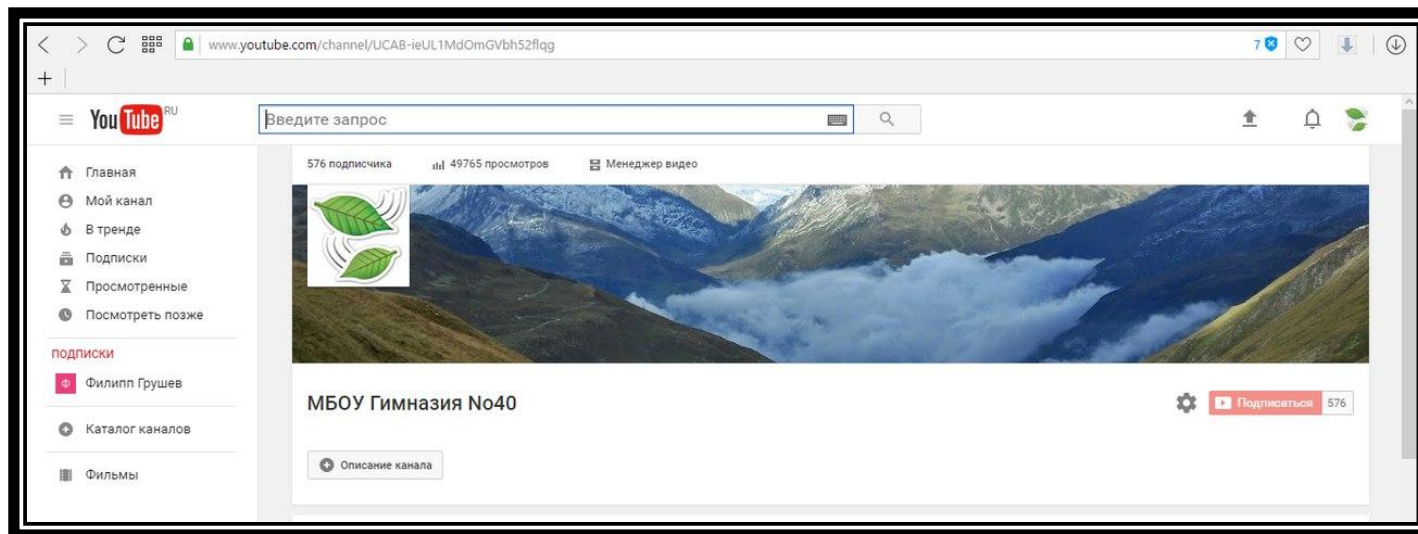 www.youtube.com/channel/UCAB-ieUL1MdOmGVbh52flqg
7
YouTube RU
Введите запрос
Главная
Мой канал
В тренде
Подписки
Просмотренные
Посмотреть позже
ПОДПИСКИ
Ф Филипп Грушев
Каталог каналов
Фильмы
576 подписчика 49765 просмотров Менеджер видео
МБОУ Гимназия No40
Подписаться 576
Описание канала